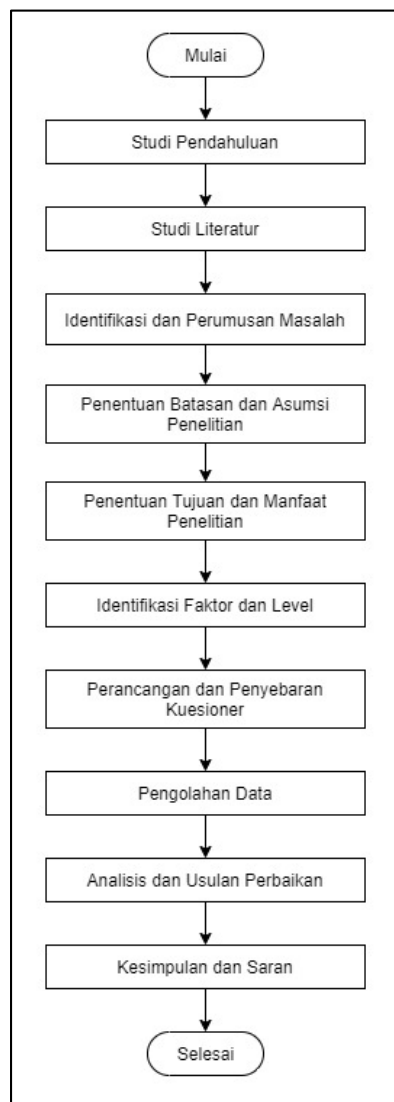 Mulai
Studi Pendahuluan
Studi Literatur
Identifikasi dan Perumusan Masalah
Penentuan Batasan dan Asumsi
Penelitian
Penentuan Tujuan dan Manfaat
Penelitian
Identifikasi Faktor dan Level
Perancangan dan Penyebaran
Kuesioner
Pengolahan Data
Analisis dan Usulan Perbaikan
Kesimpulan dan Saran
Selesai